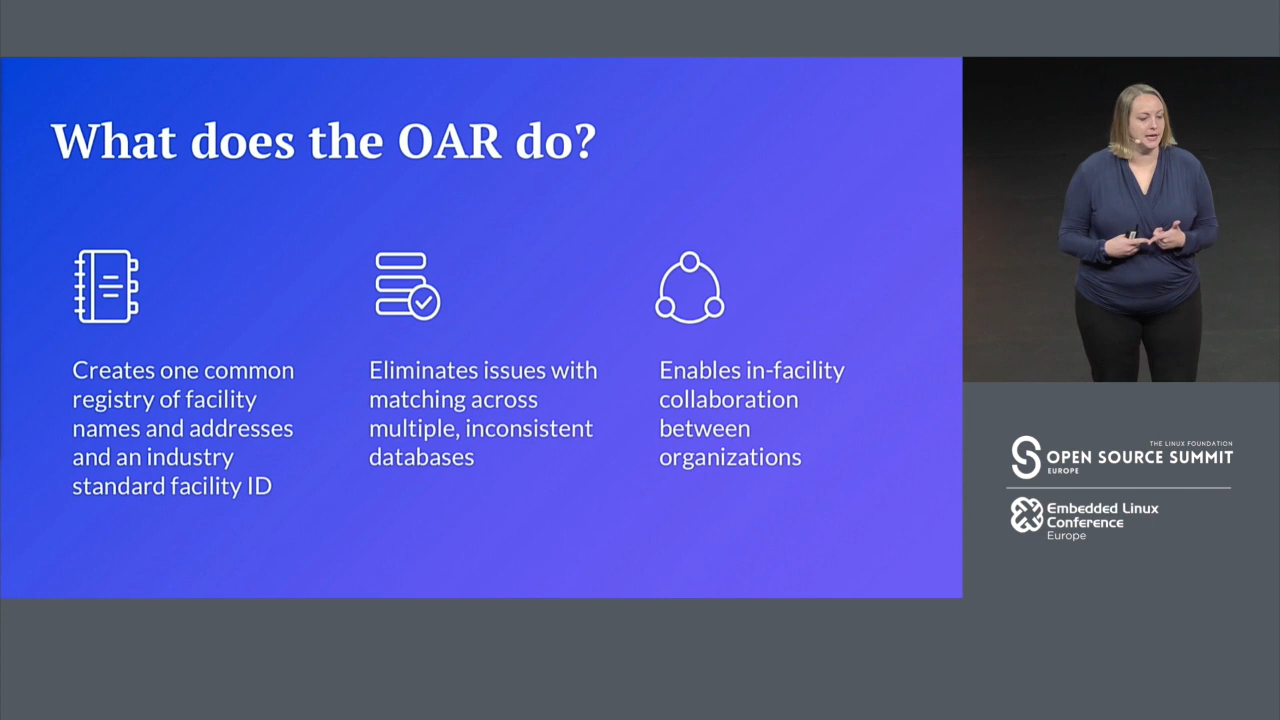 What does the OAR do?
Creates one common
registry of facility
names and addresses
and an industry
standard facility ID
Eliminates issues with
matching across
multiple, inconsistent
databases
Enables in-facility
collaboration
between
organizations
THE LINUX FOUNDATION
OPEN SOURCE SUMMIT
EUROPE
Embedded Linux
Conference
Europe